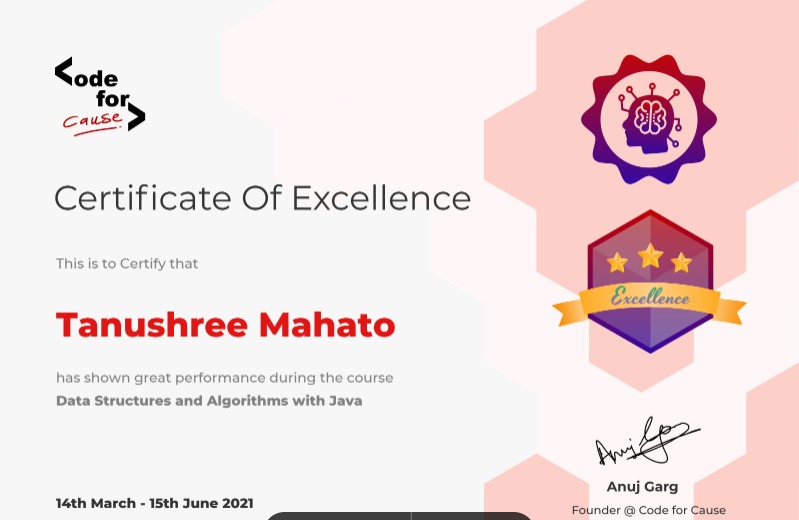 <ode
for>
cause
Certificate Of Excellence
This is to Certify that
Tanushree Mahato
has shown great performance during the course
Data Structures and Algorithms with Java
14th March - 15th June 2021
Excellence
Anuj Garg
Anuj Garg
Founder @ Code for Cause